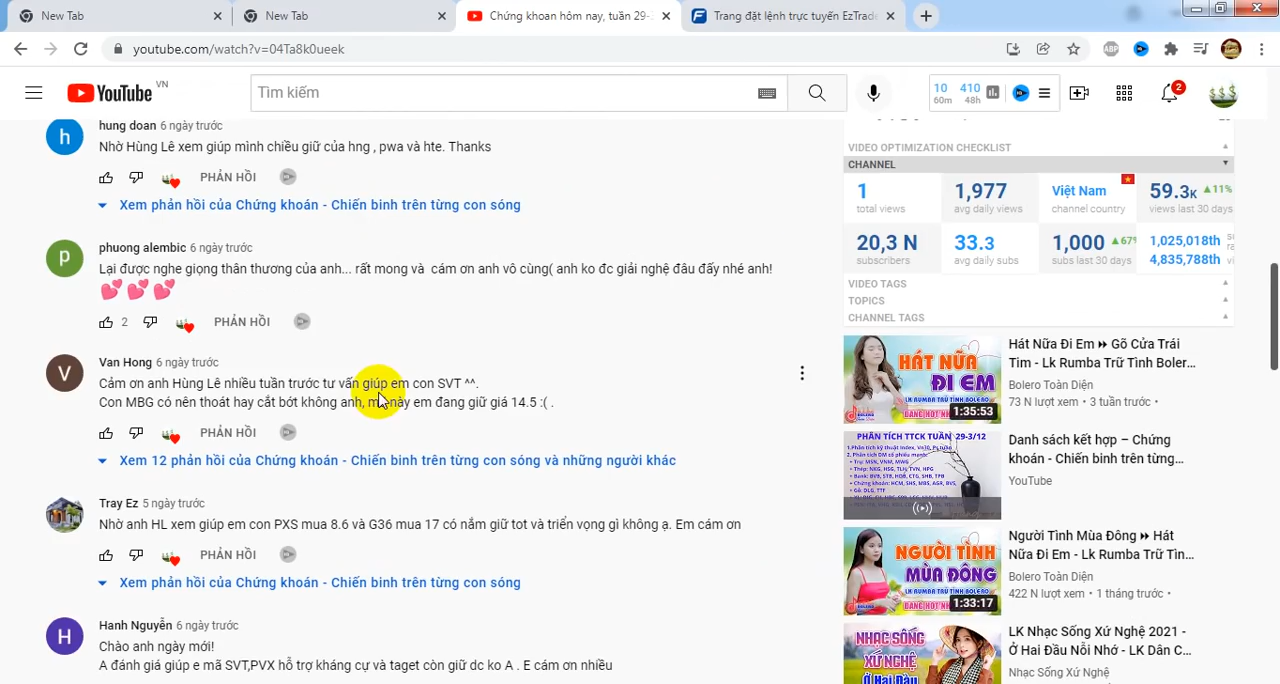 New Tab
New Tab
Chứng khoan hôm nay, tuần 29-
Trang đặt lệnh trực tuyến EzTrade
youtube.com/watch?v=04Ta8k0ueek
ABP
YouTube VN
Tìm kiếm
10 410
60m 48h
2
hung doan 6 ngày trước
Nhờ Hùng Lê xem giúp mình chiều giữ của hng , pwa và hte. Thanks
PHẢN HỒI
Xem phản hồi của Chứng khoán - Chiến binh trên từng con sóng
phuong alembic 6 ngày trước
Lại được nghe giọng thân thương của anh... rất mong và cám ơn anh vô cùng( anh ko đc giải nghệ đâu đấy nhé anh!
2 PHẢN HỒI
Van Hong 6 ngày trước
Cảm ơn anh Hùng Lê nhiều tuần trước tư vấn giúp em con SVT ^^.
Con MBG có nên thoát hay cắt bớt không anh, này em đang giữ giá 14.5 :( .
PHẢN HỒI
Xem 12 phản hồi của Chứng khoán - Chiến binh trên từng con sóng và những người khác
Tray Ez 5 ngày trước
Nhờ anh HL xem giúp em con PXS mua 8.6 và G36 mua 17 có nắm giữ tot và triển vọng gì không ạ. Em cám ơn
PHẢN HỒI
Xem phản hồi của Chứng khoán - Chiến binh trên từng con sóng
Hanh Nguyễn 6 ngày trước
Chào anh ngày mới!
A đánh giá giúp e mã SVT,PVX hỗ trợ kháng cự và taget còn giữ dc ko A . E cám ơn nhiều
VIDEO OPTIMIZATION CHECKLIST
CHANNEL
1 1,977 Việt Nam 59.3K 11%
total views avg daily views channel country views last 30 days
20,3 N 33.3 1,000 67% 1,025,018th
subscribers avg daily subs subs last 30 days 4,835,788th
VIDEO TAGS
TOPICS
CHANNEL TAGS
HÁT NỮA
ĐI EM
1:35:53
Hát Nữa Đi Em Gõ Cửa Trái
Tim - Lk Rumba Trữ Tình Boler...
Bolero Toàn Diện
73 N lượt xem • 3 tuần trước •
PHÂN TÍCH TTCK TUẦN 29-3/12
Danh sách kết hợp – Chứng
khoán - Chiến binh trên từng...
YouTube
NGƯỜI TÌNH
MÙA ĐÔNG
1:33:17
Người Tình Mùa Đông Hát
Nữa Đi Em - Lk Rumba Trữ Tìn...
Bolero Toàn Diện
422 N lượt xem • 1 tháng trước •
NHẠC SỐNG
XỨ NGHỆ
Ở Hai Đầu
LK Nhạc Sống Xứ Nghệ 2021 -
Ở Hai Đầu Nỗi Nhớ - LK Dân C...
Nhạc Sống Xứ Nghệ